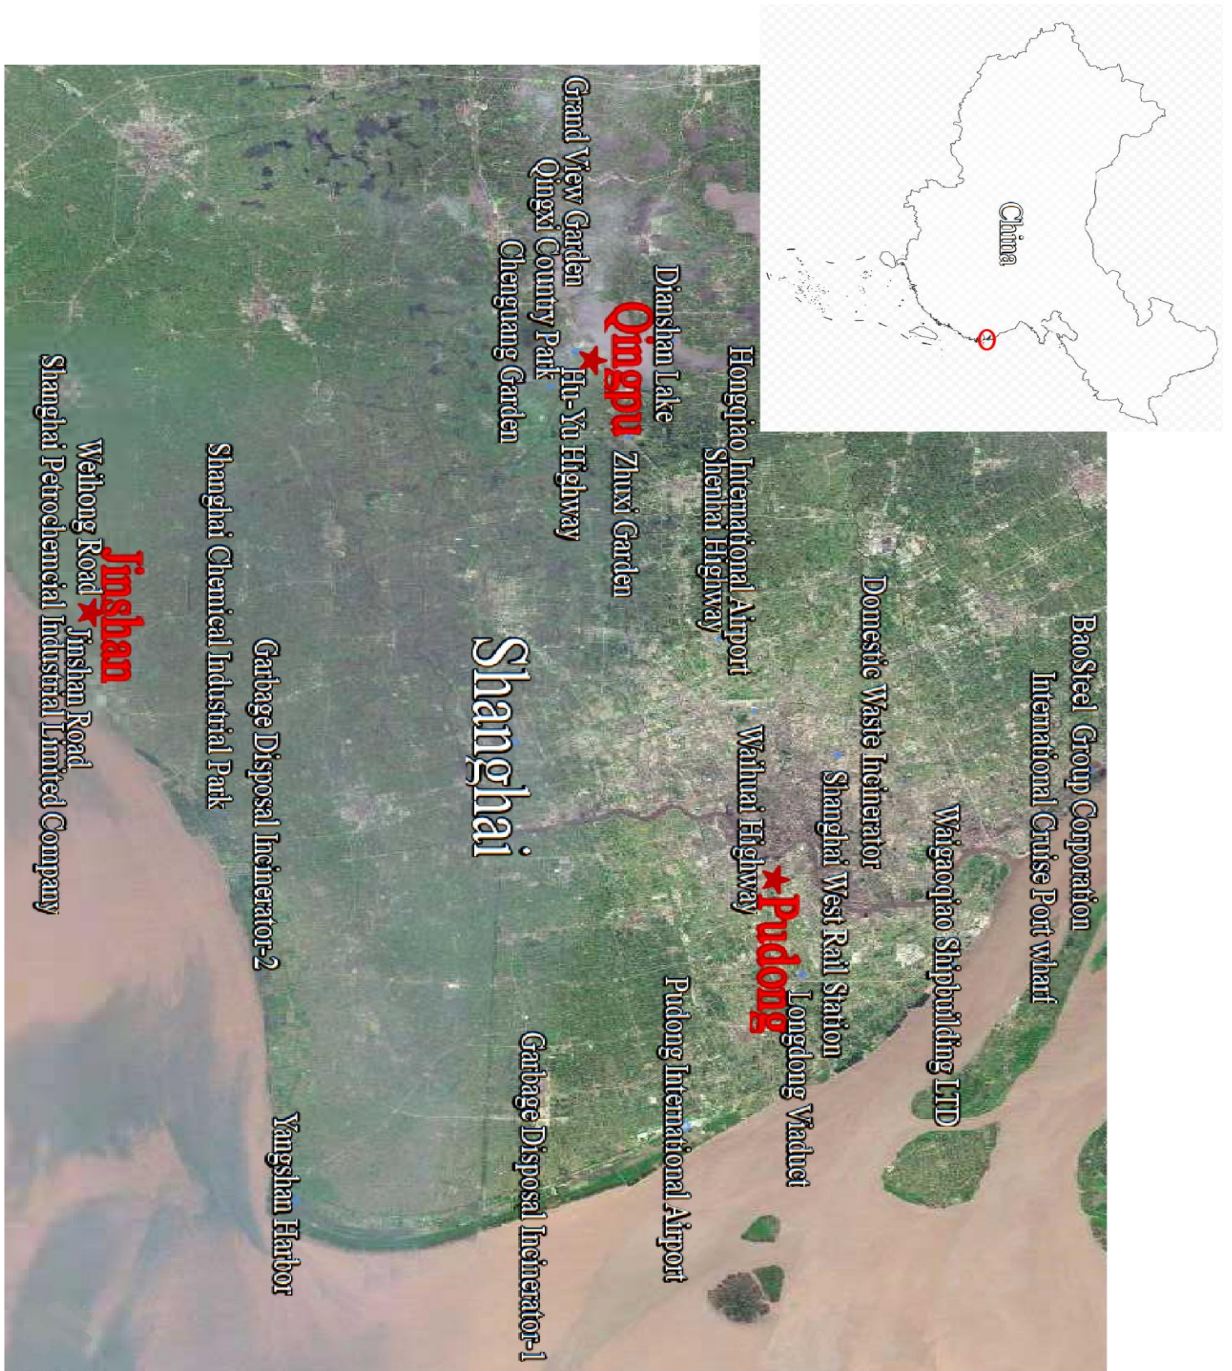 China
BaoSteel Group Corporation
International Cruise Port wharf
Waigaoqiao Shipbuilding LTD
Domestic Waste Incinerator
Shanghai West Rail Station
Longdong Viaduct
Pudong
Hongqiao International Airport
Waihuai Highway
Shenhai Highway
Pudong International Airport
Dianshan Lake
Qingpu
Zhuxi Garden
Grand View Garden
Hu-Yu Highway
Qingxi Country Park
Garbage Disposal Incinerator-1
Chenguang Garden
Shanghai
Yangshan Harbor
Garbage Disposal Incinerator-2
Shanghai Chemical Industrial Park
Jinshan
Weihong Road
Jinshan Road
Shanghai Petrochemcial Industrial Limited Company